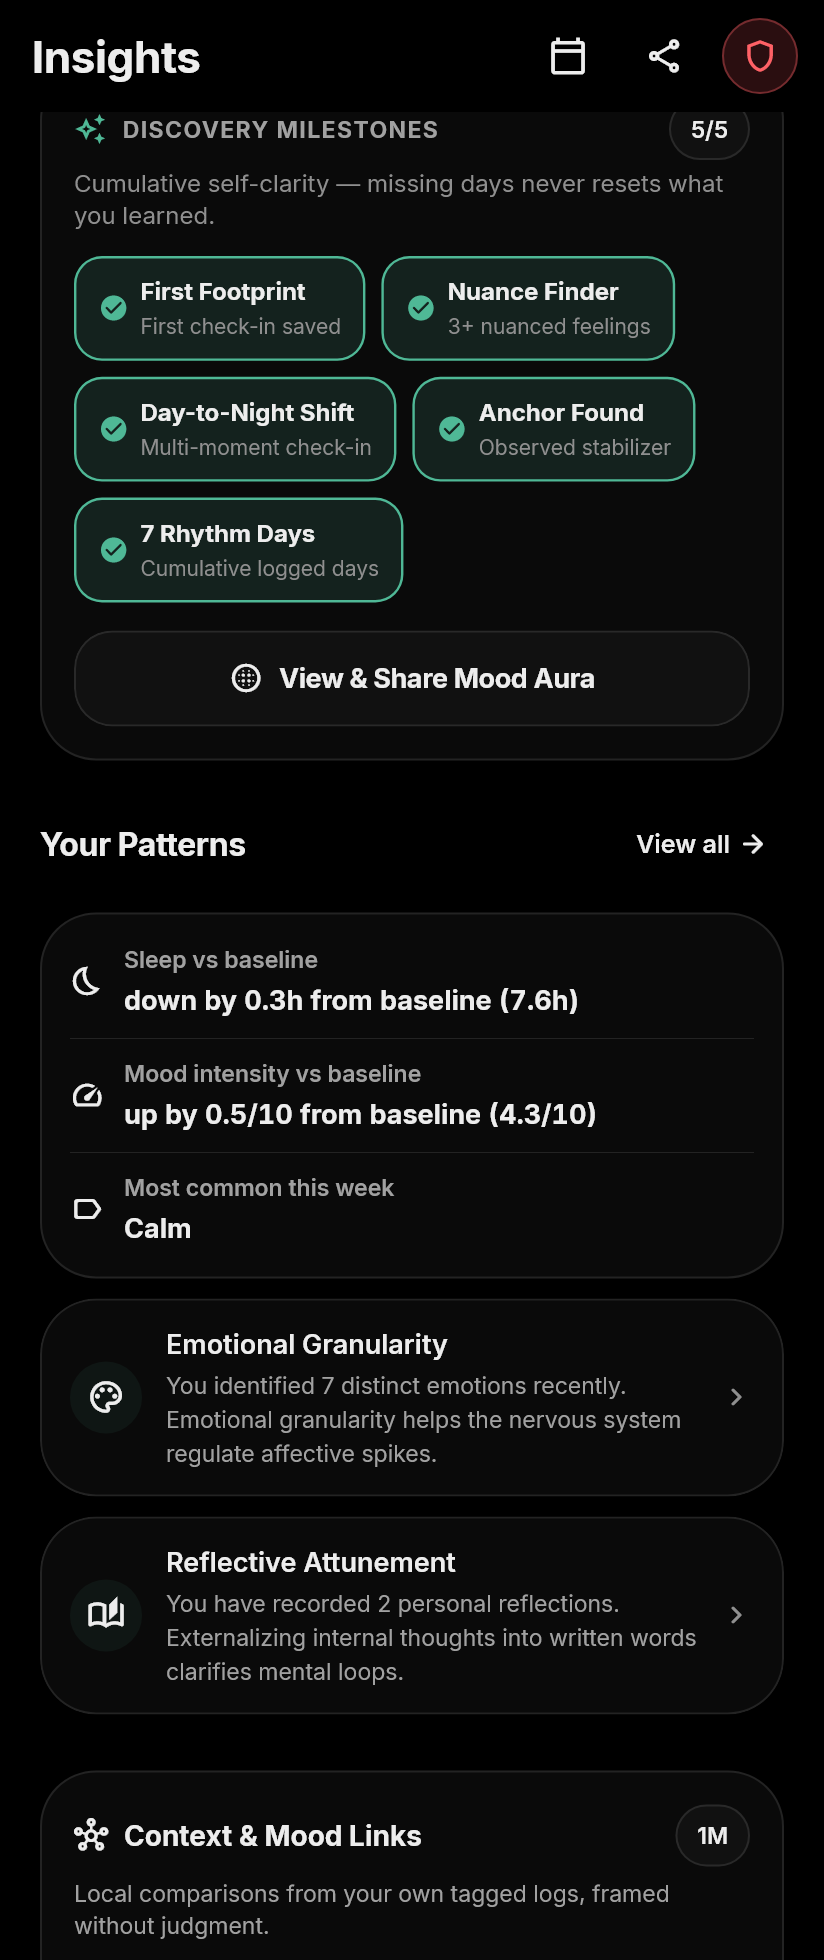 Insights
DISCOVERY MILESTONES
5/5
Cumulative self-clarity — missing days never resets what
you learned.
First Footprint
First check-in saved
Nuance Finder
3+ nuanced feelings
Day-to-Night Shift
Multi-moment check-in
Anchor Found
Observed stabilizer
7 Rhythm Days
Cumulative logged days
View & Share Mood Aura
Your Patterns
View all
Sleep vs baseline
down by 0.3h from baseline (7.6h)
Mood intensity vs baseline
up by 0.5/10 from baseline (4.3/10)
Most common this week
Calm
Emotional Granularity
You identified 7 distinct emotions recently.
Emotional granularity helps the nervous system
regulate affective spikes.
Reflective Attunement
You have recorded 2 personal reflections.
Externalizing internal thoughts into written words
clarifies mental loops.
Context & Mood Links
1M
Local comparisons from your own tagged logs, framed
without judgment.